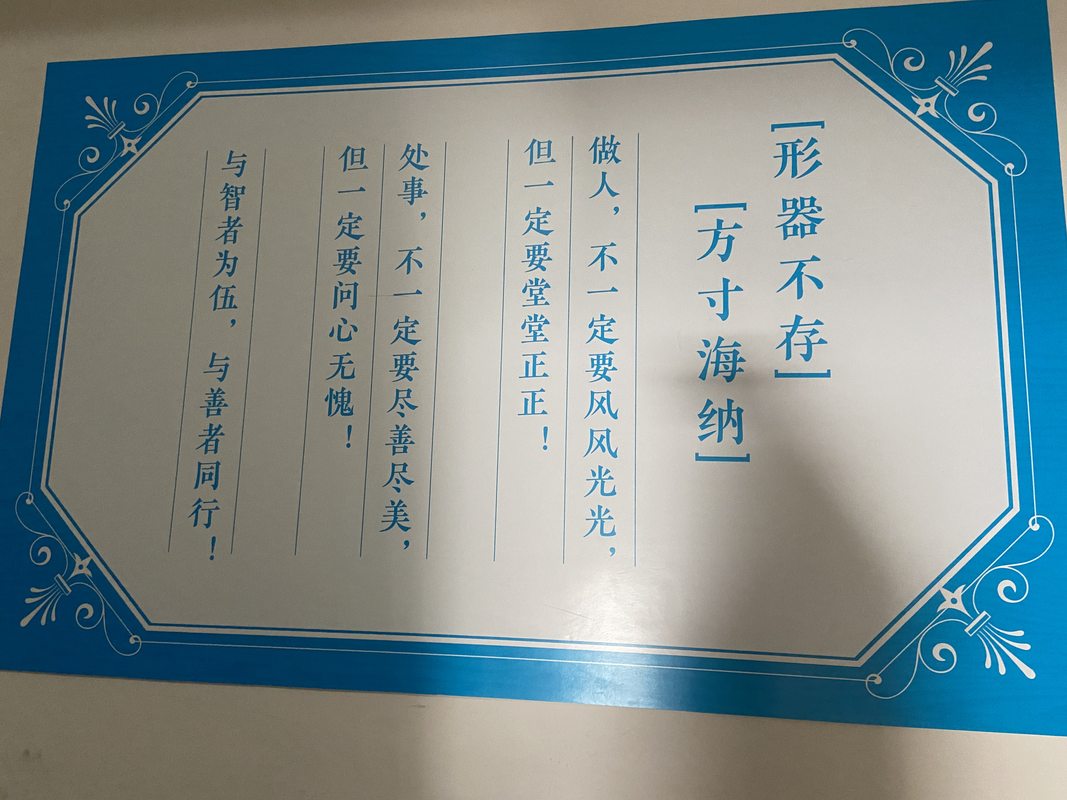 [形器不存]
[方寸海纳]
做人，不一定要风风光光，
但一定要堂堂正正！
处事，不一定要尽善尽美，
但一定要问心无愧！
与智者为伍，与善者同行！